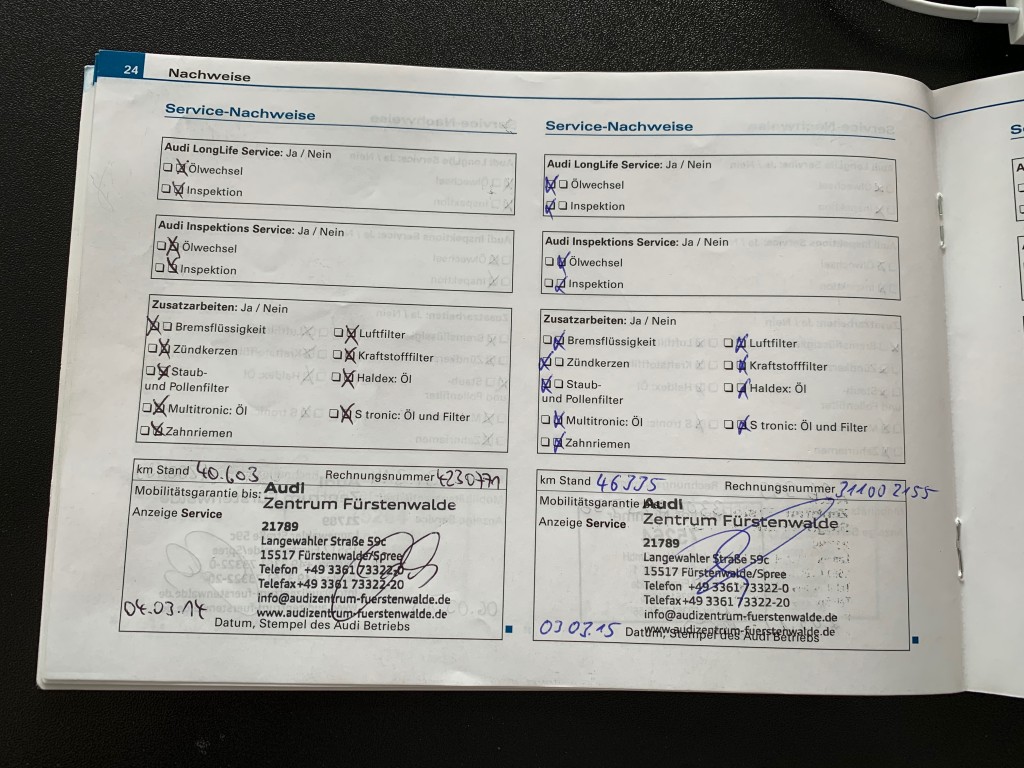 24 Nachweise
Service-Nachweise
Audi LongLife Service: Ja / Nein
Ölwechsel
Inspektion
Audi Inspektions Service: Ja / Nein
Ölwechsel
Inspektion
Zusatzarbeiten: Ja / Nein
Bremsflüssigkeit
Luftfilter
Zündkerzen
Kraftstofffilter
Staub-
und Pollenfilter
Haldex: Öl
Multitronic: Öl
S tronic: Öl und Filter
Zahnriemen
km Stand 40.603 Rechnungsnummer 4230771
Mobilitätsgarantie bis:
Anzeige Service
Audi
Zentrum Fürstenwalde
21789
Langewahler Straße 59c
15517 Fürstenwalde/Spree
Telefon +49 3361 73322-0
Telefax+49 3361 73322-20
info@audizentrum-fuerstenwalde.de
www.audizentrum-fuerstenwalde.de
04.03.14
Datum, Stempel des Audi Betriebs
Service-Nachweise
Audi LongLife Service: Ja / Nein
Ölwechsel
Inspektion
Audi Inspektions Service: Ja / Nein
Ölwechsel
Inspektion
Zusatzarbeiten: Ja / Nein
Bremsflüssigkeit
Luftfilter
Zündkerzen
Kraftstofffilter
Staub-
und Pollenfilter
Haldex: Öl
Multitronic: Öl
S tronic: Öl und Filter
Zahnriemen
km Stand 46335 Rechnungsnummer 311002155
Mobilitätsgarantie
Anzeige Service
Audi
Zentrum Fürstenwalde
21789
Langewahler Straße 59c
15517 Fürstenwalde/Spree
Telefon +49 3361 73322-0
Telefax+49 3361 73322-20
info@audizentrum-fuerstenwalde.de
www.audizentrum-fuerstenwalde.de
03 03.15 Datum, Stempel des Audi Betriebs